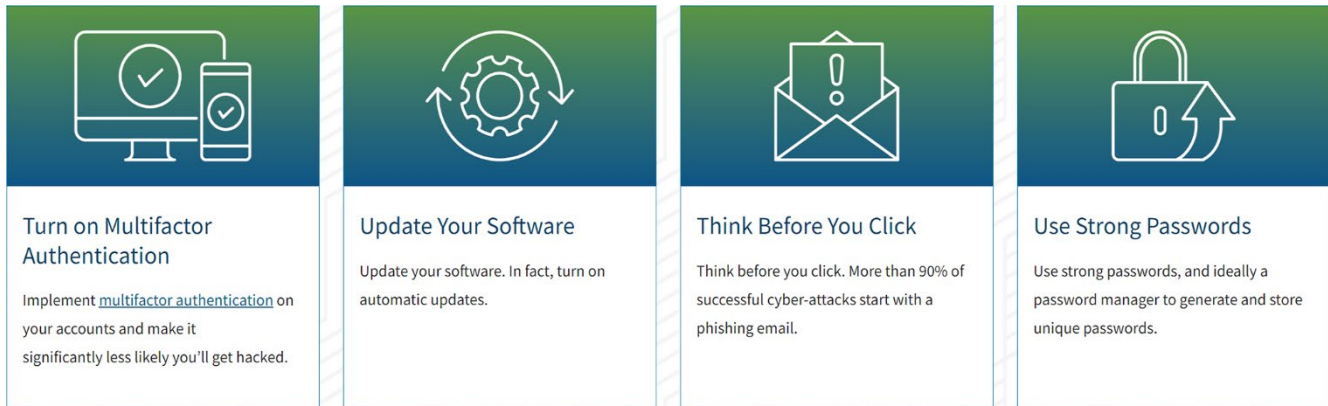 Turn on Multifactor
Authentication
Implement multifactor authentication on
your accounts and make it
significantly less likely you'll get hacked.
Update Your Software
Update your software. In fact, turn on
automatic updates.
Think Before You Click
Think before you click. More than 90% of
successful cyber-attacks start with a
phishing email.
Use Strong Passwords
Use strong passwords, and ideally a
password manager to generate and store
unique passwords.